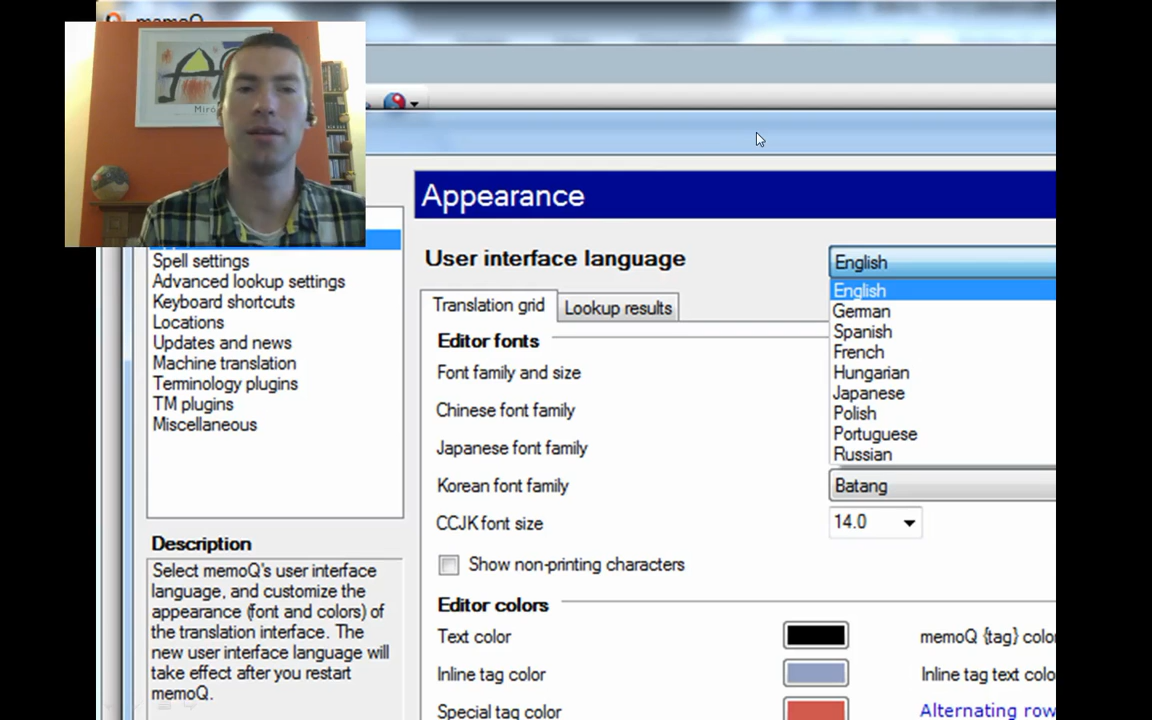 memoQ
Miró
Appearance
User interface language
English
English
German
Spanish
French
Hungarian
Japanese
Polish
Portuguese
Russian
Spell settings
Advanced lookup settings
Keyboard shortcuts
Locations
Updates and news
Machine translation
Terminology plugins
TM plugins
Miscellaneous
Translation grid
Lookup results
Editor fonts
Font family and size
Chinese font family
Japanese font family
Korean font family
Batang
CCJK font size
14.0
Show non-printing characters
Description
Select memoQ's user interface
language, and customize the
appearance (font and colors) of
the translation interface. The
new user interface language will
take effect after you restart
memoQ.
Editor colors
Text color
memoQ {tag} colo
Inline tag color
Inline tag text colo
Special tag color
Alternating row